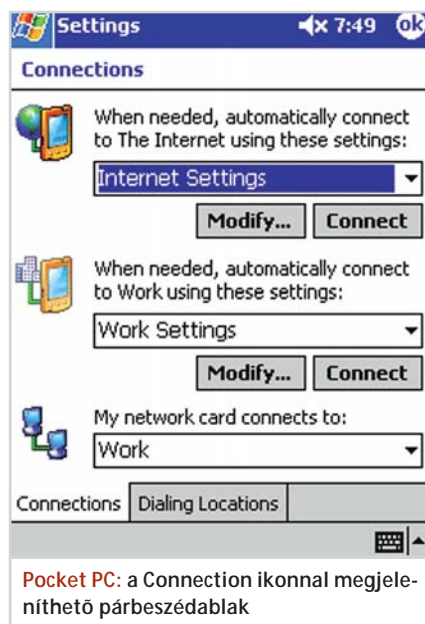 Settings 7:49 ok
Connections
When needed, automatically connect
to The Internet using these settings:
Internet Settings
Modify... Connect
When needed, automatically connect
to Work using these settings:
Work Settings
Modify... Connect
My network card connects to:
Work
Connections Dialing Locations
Pocket PC: a Connection ikonnal megjele-
níthetõ párbeszédablak